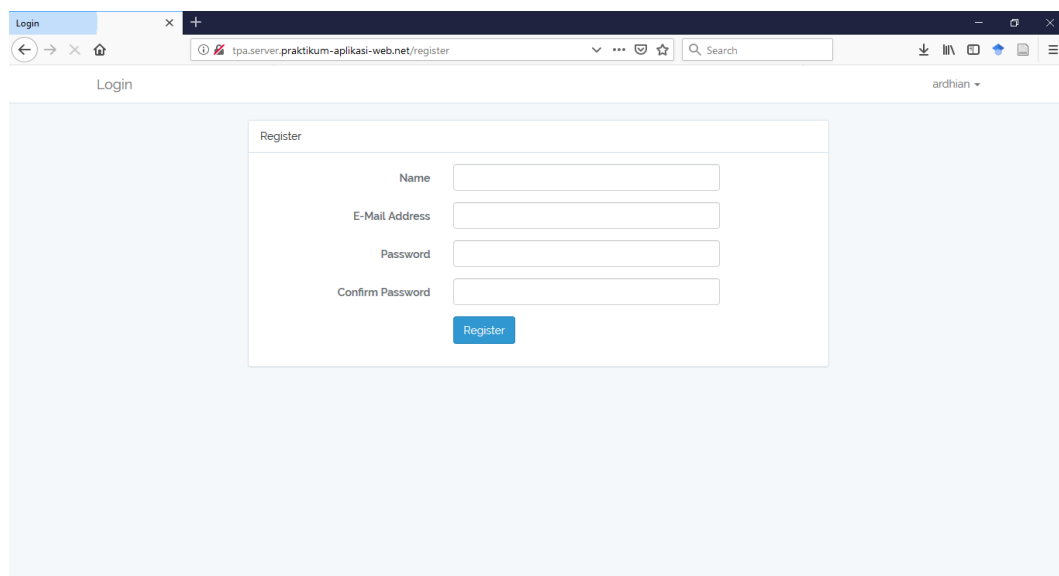 Login
tpa.server.praktikum-aplikasi-web.net/register
Search
Login
ardhian
Register
Name
E-Mail Address
Password
Confirm Password
Register